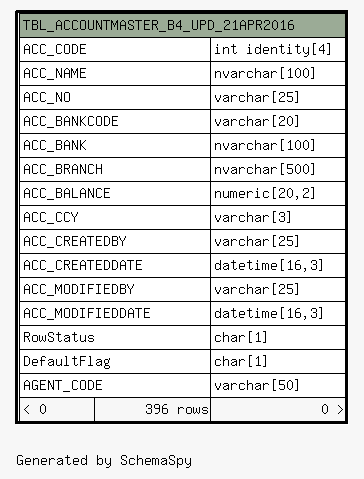 TBL_ACCOUNTMASTER_B4_UPD_21APR2016
ACC_CODE int identity[4]
ACC_NAME nvarchar[100]
ACC_NO varchar[25]
ACC_BANKCODE varchar[20]
ACC_BANK nvarchar[100]
ACC_BRANCH nvarchar[500]
ACC_BALANCE numeric[20,2]
ACC_CCY varchar[3]
ACC_CREATEDBY varchar[25]
ACC_CREATEDDATE datetime[16,3]
ACC_MODIFIEDBY varchar[25]
ACC_MODIFIEDDATE datetime[16,3]
RowStatus char[1]
DefaultFlag char[1]
AGENT_CODE varchar[50]
< 0 396 rows 0 >
Generated by SchemaSpy